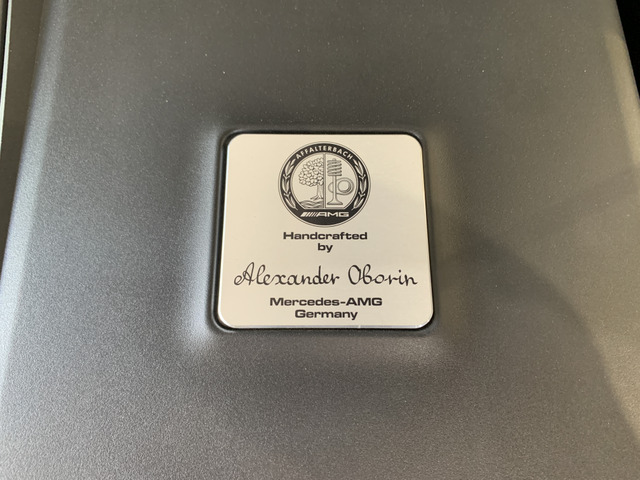 AFFALTERBACH
AMG
Handcrafted
by
Alexander Oborin
Mercedes-AMG
Germany